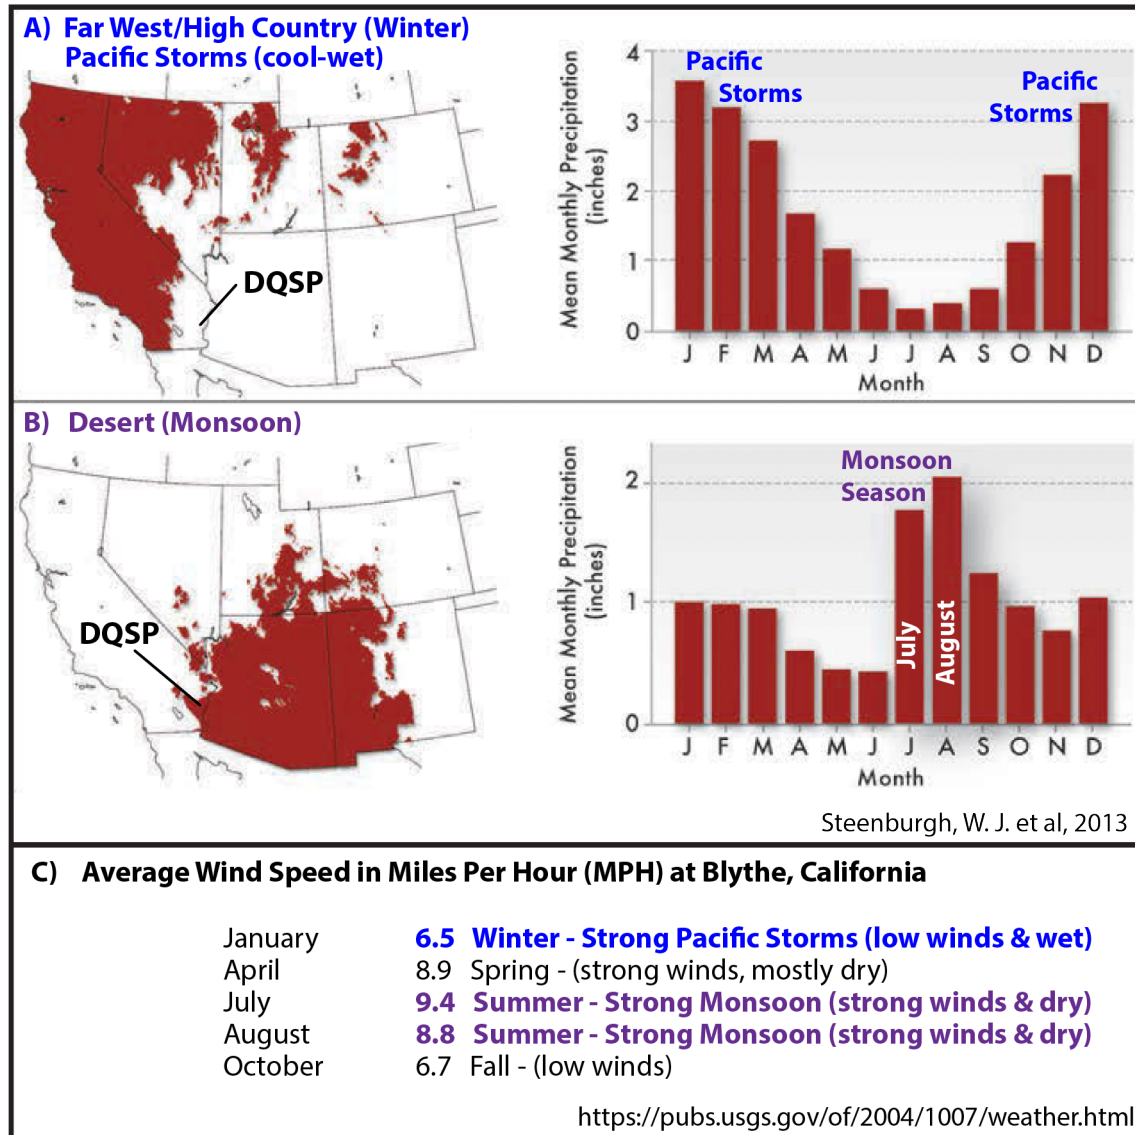 A) Far West/High Country (Winter)
Pacific Storms (cool-wet)
DQSP
Mean Monthly Precipitation
(inches)
4
3
2
1
0
Pacific
Storms
Pacific
Storms
J F M A M J J A S O N D
Month
B) Desert (Monsoon)
DQSP
Mean Monthly Precipitation
(inches)
2
1
0
Monsoon
Season
July
August
J F M A M J J A S O N D
Month
Steenburgh, W. J. et al, 2013
C) Average Wind Speed in Miles Per Hour (MPH) at Blythe, California
January 6.5 Winter - Strong Pacific Storms (low winds & wet)
April 8.9 Spring - (strong winds, mostly dry)
July 9.4 Summer - Strong Monsoon (strong winds & dry)
August 8.8 Summer - Strong Monsoon (strong winds & dry)
October 6.7 Fall - (low winds)
https://pubs.usgs.gov/of/2004/1007/weather.html